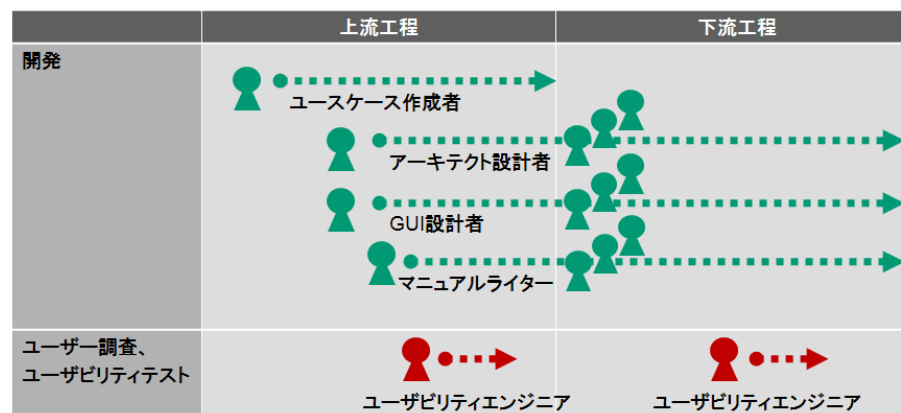 上流工程
下流工程
開発
ユースケース作成者
アーキテクト設計者
GUI設計者
マニュアルライター
ユーザー調査、
ユーザビリティテスト
ユーザビリティエンジニア
ユーザビリティエンジニア